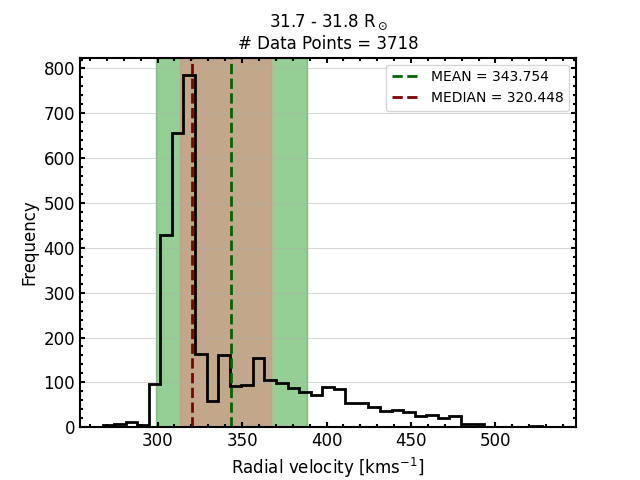 31.7 - 31.8 R⊙
# Data Points = 3718
MEAN = 343.754
MEDIAN = 320.448
800
700
600
500
400
300
200
100
0
Frequency
300 350 400 450 500
Radial velocity [kms⁻¹]